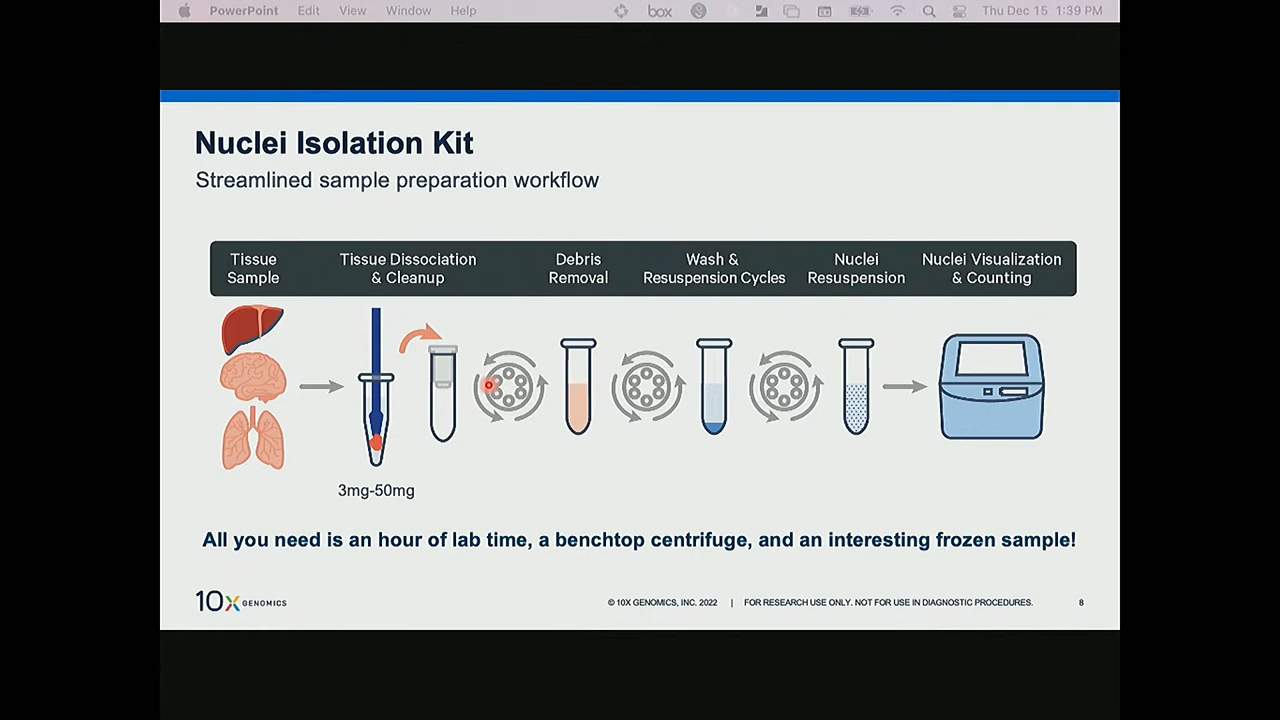 PowerPoint Edit View Window Help box Thu Dec 15 1:39 PM
Nuclei Isolation Kit
Streamlined sample preparation workflow
Tissue
Sample
Tissue Dissociation
& Cleanup
Debris
Removal
Wash &
Resuspension Cycles
Nuclei
Resuspension
Nuclei Visualization
& Counting
3mg-50mg
All you need is an hour of lab time, a benchtop centrifuge, and an interesting frozen sample!
10X GENOMICS
© 10X GENOMICS, INC. 2022 | FOR RESEARCH USE ONLY. NOT FOR USE IN DIAGNOSTIC PROCEDURES. 8